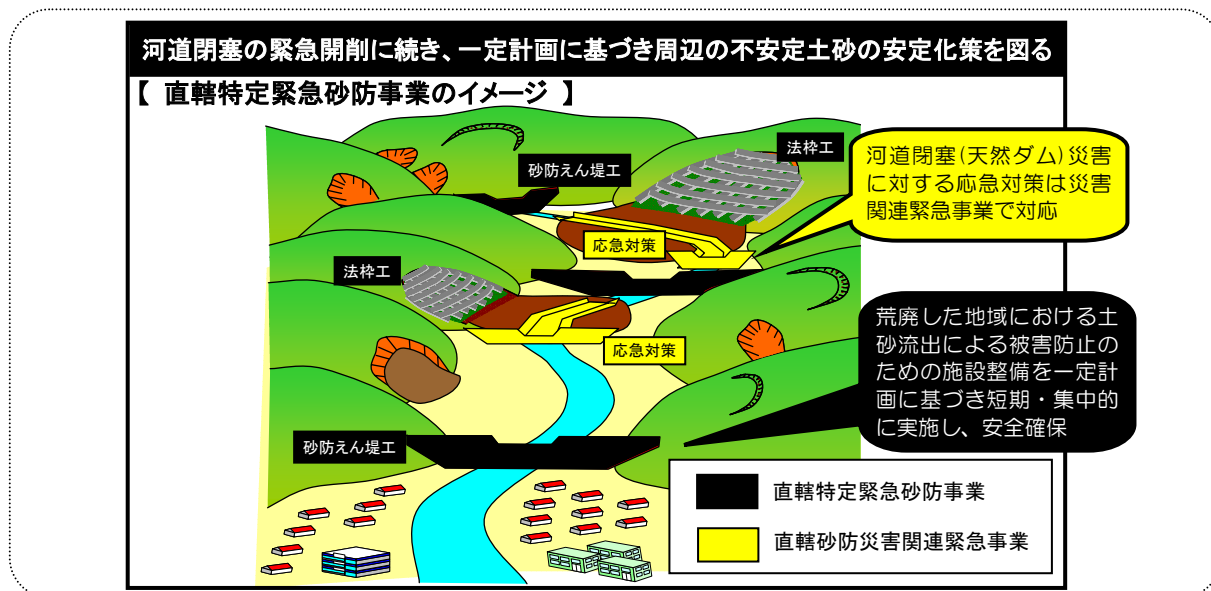 河道閉塞の緊急開削に続き、一定計画に基づき周辺の不安定土砂の安定化策を図る
【 直轄特定緊急砂防事業のイメージ 】
法枠工
砂防えん堤工
河道閉塞(天然ダム)災害
に対する応急対策は災害
関連緊急事業で対応
応急対策
法枠工
応急対策
荒廃した地域における土
砂流出による被害防止の
ための施設整備を一定計
画に基づき短期・集中的
に実施し、安全確保
砂防えん堤工
直轄特定緊急砂防事業
直轄砂防災害関連緊急事業